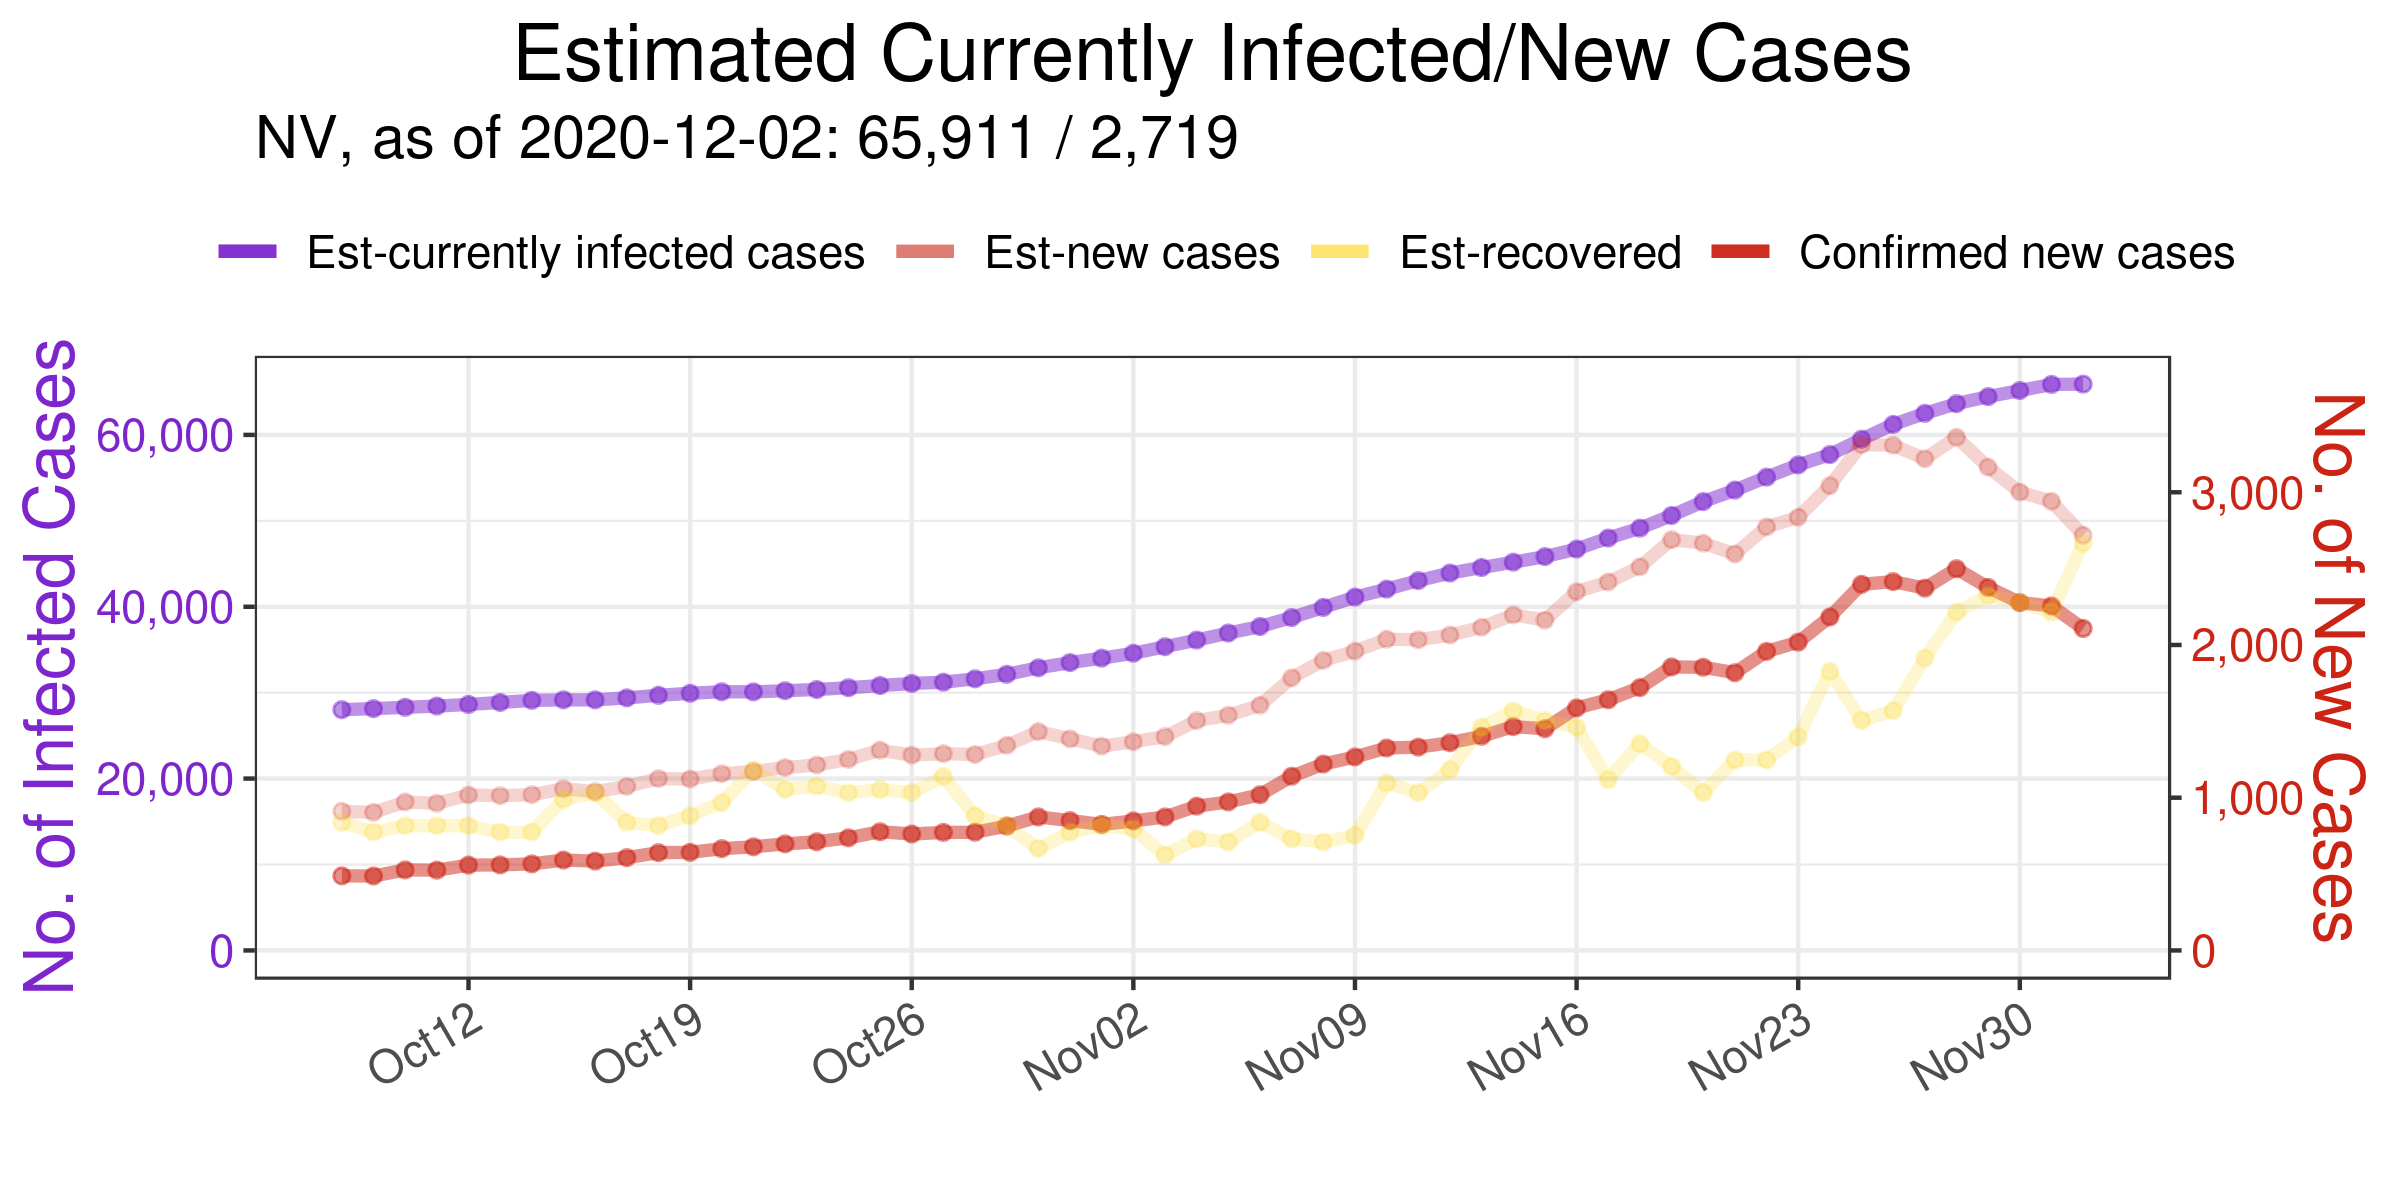 Estimated Currently Infected/New Cases
NV, as of 2020-12-02: 65,911 / 2,719
Est-currently infected cases Est-new cases Est-recovered Confirmed new cases
No. of Infected Cases
60,000
40,000
20,000
0
3,000
2,000
1,000
0
No. of New Cases
Oct12 Oct19 Oct26 Nov02 Nov09 Nov16 Nov23 Nov30